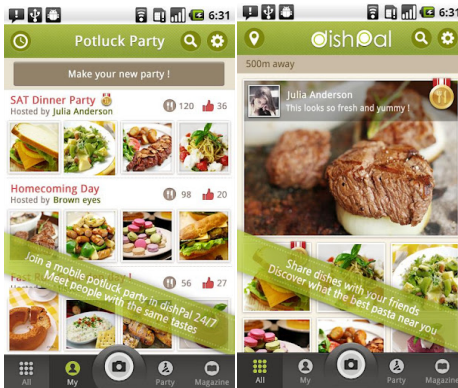 6:31
Potluck Party
Make your new party !
SAT Dinner Party
Hosted by Julia Anderson
120
36
Homecoming Day
Hosted by Brown eyes
98
20
56
27
Join a mobile potluck party in dishPal 24/7
Meet people with the same tastes
All
My
Party
Magazine
6:31
dishPal
500m away
Julia Anderson
This looks so fresh and yummy !
Share dishes with your friends
Discover what the best pasta near you
All
My
Party
Magazine